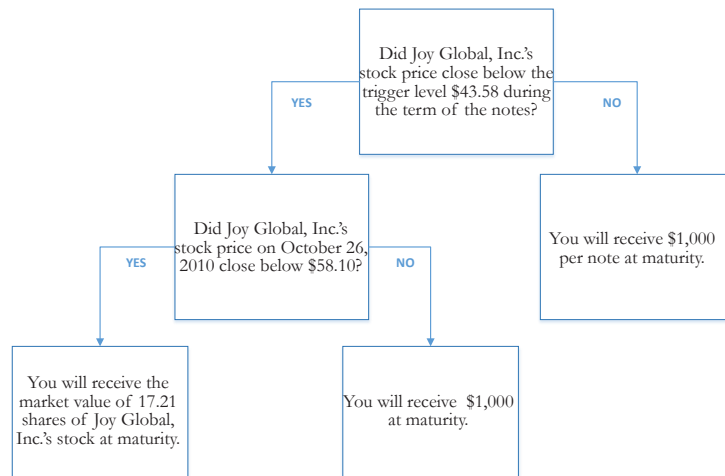 Did Joy Global, Inc.'s
stock price close below the
trigger level $43.58 during
the term of the notes?
YES
NO
Did Joy Global, Inc.'s
stock price on October 26,
2010 close below $58.10?
You will receive $1,000
per note at maturity.
YES
NO
You will receive the
market value of 17.21
shares of Joy Global,
Inc.'s stock at maturity.
You will receive $1,000
at maturity.